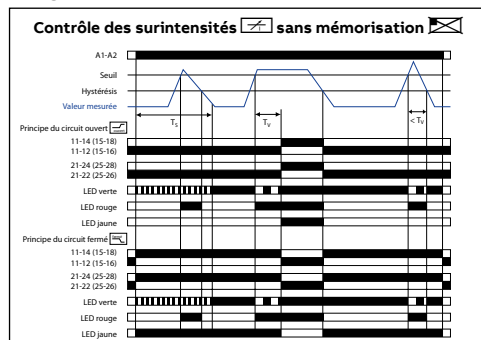 Contrôle des surintensités sans mémorisation
A1-A2
Seuil
Hystérésis
Valeur mesurée
Ts
Tv
< Tv
Principe du circuit ouvert
11-14 (15-18)
11-12 (15-16)
21-24 (25-28)
21-22 (25-26)
LED verte
LED rouge
LED jaune
Principe du circuit fermé
11-14 (15-18)
11-12 (15-16)
21-24 (25-28)
21-22 (25-26)
LED verte
LED rouge
LED jaune